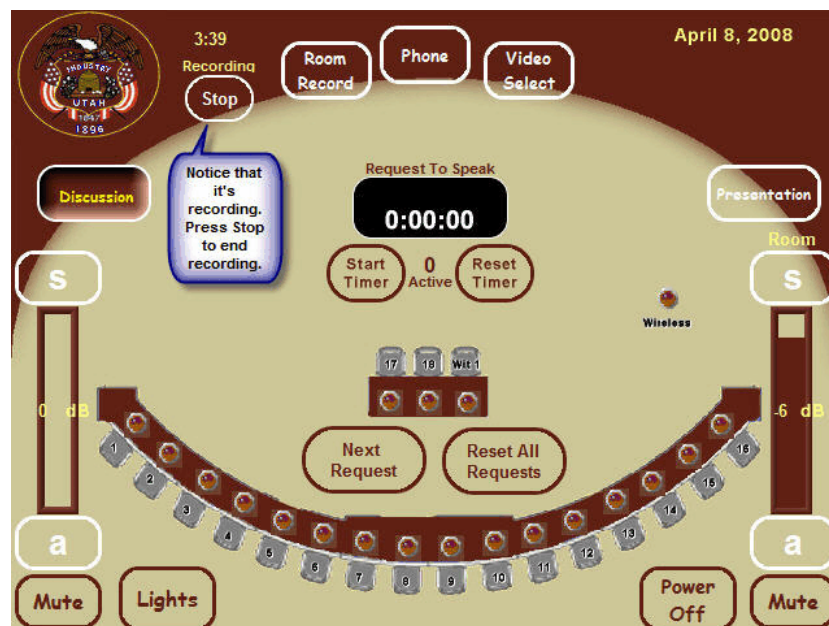 INDUSTRY
UTAH
1847
1896
3:39
Recording
Stop
Room
Record
Phone
Video
Select
April 8, 2008
Notice that
it's
recording.
Press Stop
to end
recording.
Discussion
Request To Speak
0:00:00
Start
Timer
0
Active
Reset
Timer
Presentation
Room
s
s
Wireless
17
18
Wit 1
0 dB
-6 dB
Next
Request
Reset All
Requests
1
2
3
4
5
6
7
8
9
10
11
12
13
14
15
16
a
a
Mute
Lights
Power
Off
Mute